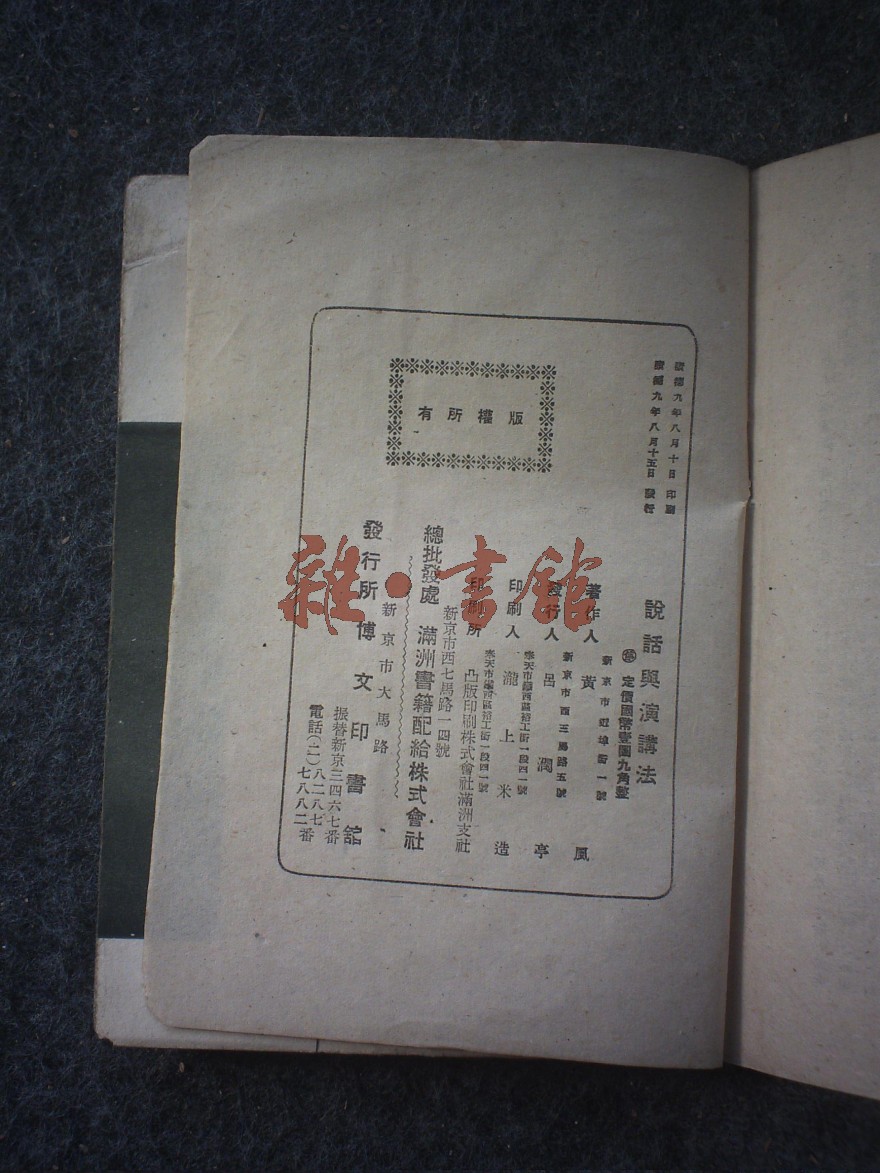 康德九年八月十日 印刷
康德九年八月十五日 發行
說話與演講法
定價國幣壹圓九角整
新京市
街一號
著作人 黃 風
新京市西三馬路五號
發行人 呂潤亭
奉天市鐵西區裕工街一段四一號
印刷人 瀧上米造
奉天市鐵西區裕工街一段四一號
印刷所 凸版印刷株式會社滿洲支社
新京市西七馬路一四號
總批發處 滿洲書籍配給株式會社
新京市大馬路
發行所 博文印書館
振替新京三四六七番
電話(二)八二八七 七八八二番
版權所有
雜·書館